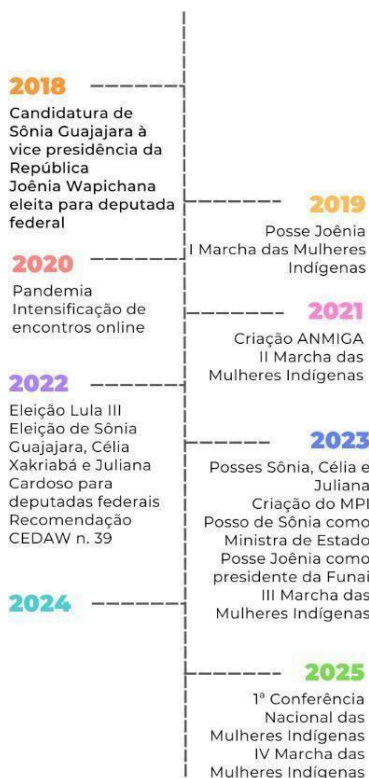 2018
Candidatura de
Sônia Guajajara à
vice presidência da
República
Joênia Wapichana
eleita para deputada
federal
2019
Posse Joênia
I Marcha das Mulheres
Indígenas
2020
Pandemia
Intensificação de
encontros online
2021
Criação ANMIGA
II Marcha das
Mulheres Indígenas
2022
Eleição Lula III
Eleição de Sônia
Guajajara, Célia
Xakriabá e Juliana
Cardoso para
deputadas federais
Recomendação
CEDAW n. 39
2023
Posses Sônia, Célia e
Juliana
Criação do MPI
Posso de Sônia como
Ministra de Estado
Posse Joênia como
presidente da Funai
III Marcha das
Mulheres Indígenas
2024
2025
1ª Conferência
Nacional das
Mulheres Indígenas
IV Marcha das
Mulheres Indígenas